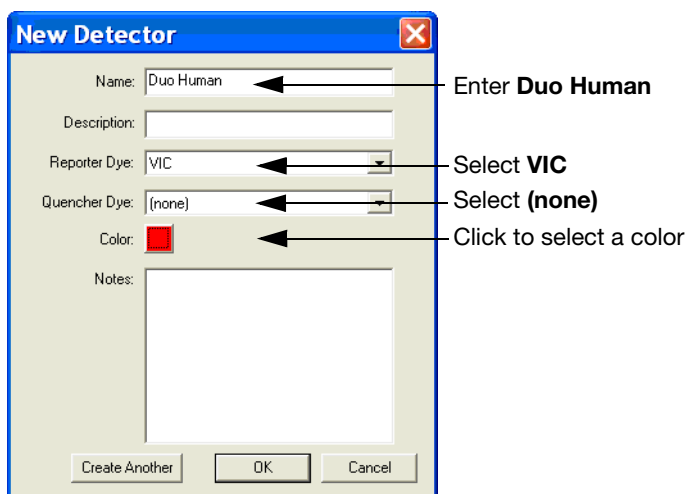 New Detector
Name: Duo Human Enter Duo Human
Description:
Reporter Dye: VIC Select VIC
Quencher Dye: (none) Select (none)
Color: Click to select a color
Notes:
Create Another OK Cancel